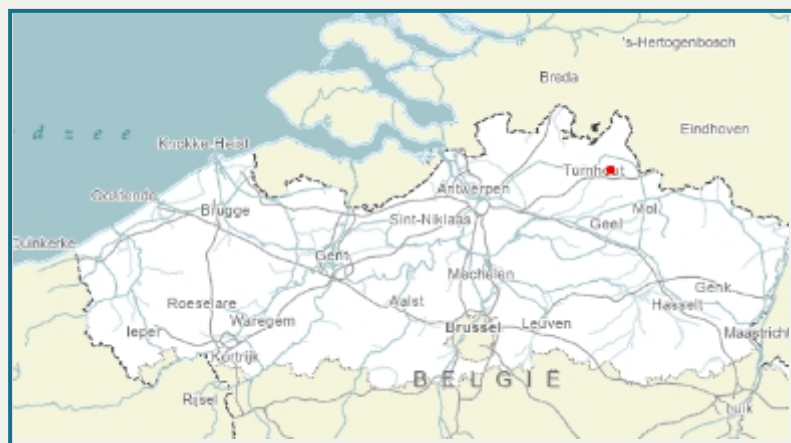 's-Hertogenbosch
Breda
d z e e
Eindhoven
Knokke-Heist
Turnhout
Oostende
Antwerpen
Brugge
Mol
Sint-Niklaas
Geel
Duinkerke
Gent
Mechelen
Genk
Roeselare
Aalst
Hasselt
Waregem
Brussel
Leuven
Ieper
Maastricht
Kortrijk
BELGIË
Rijsel
Luik